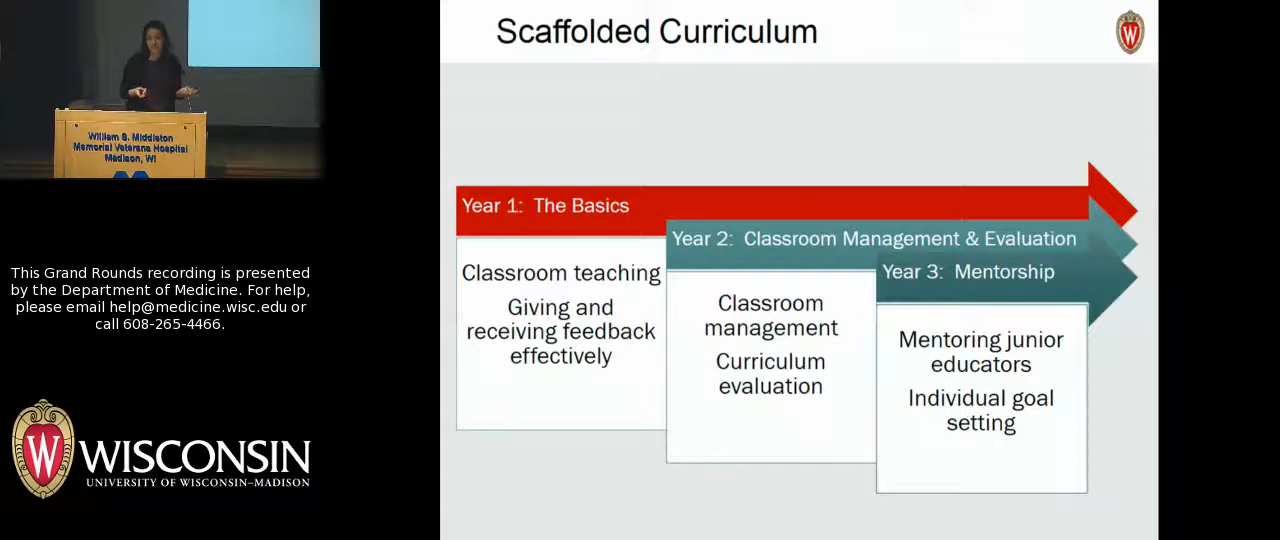 William S. Middleton
Memorial Veterans Hospital
Madison, WI
This Grand Rounds recording is presented
by the Department of Medicine. For help,
please email help@medicine.wisc.edu or
call 608-265-4466.
W
WISCONSIN
UNIVERSITY OF WISCONSIN–MADISON
Scaffolded Curriculum
W
Year 1: The Basics
Classroom teaching
Giving and
receiving feedback
effectively
Year 2: Classroom Management & Evaluation
Classroom
management
Curriculum
evaluation
Year 3: Mentorship
Mentoring junior
educators
Individual goal
setting